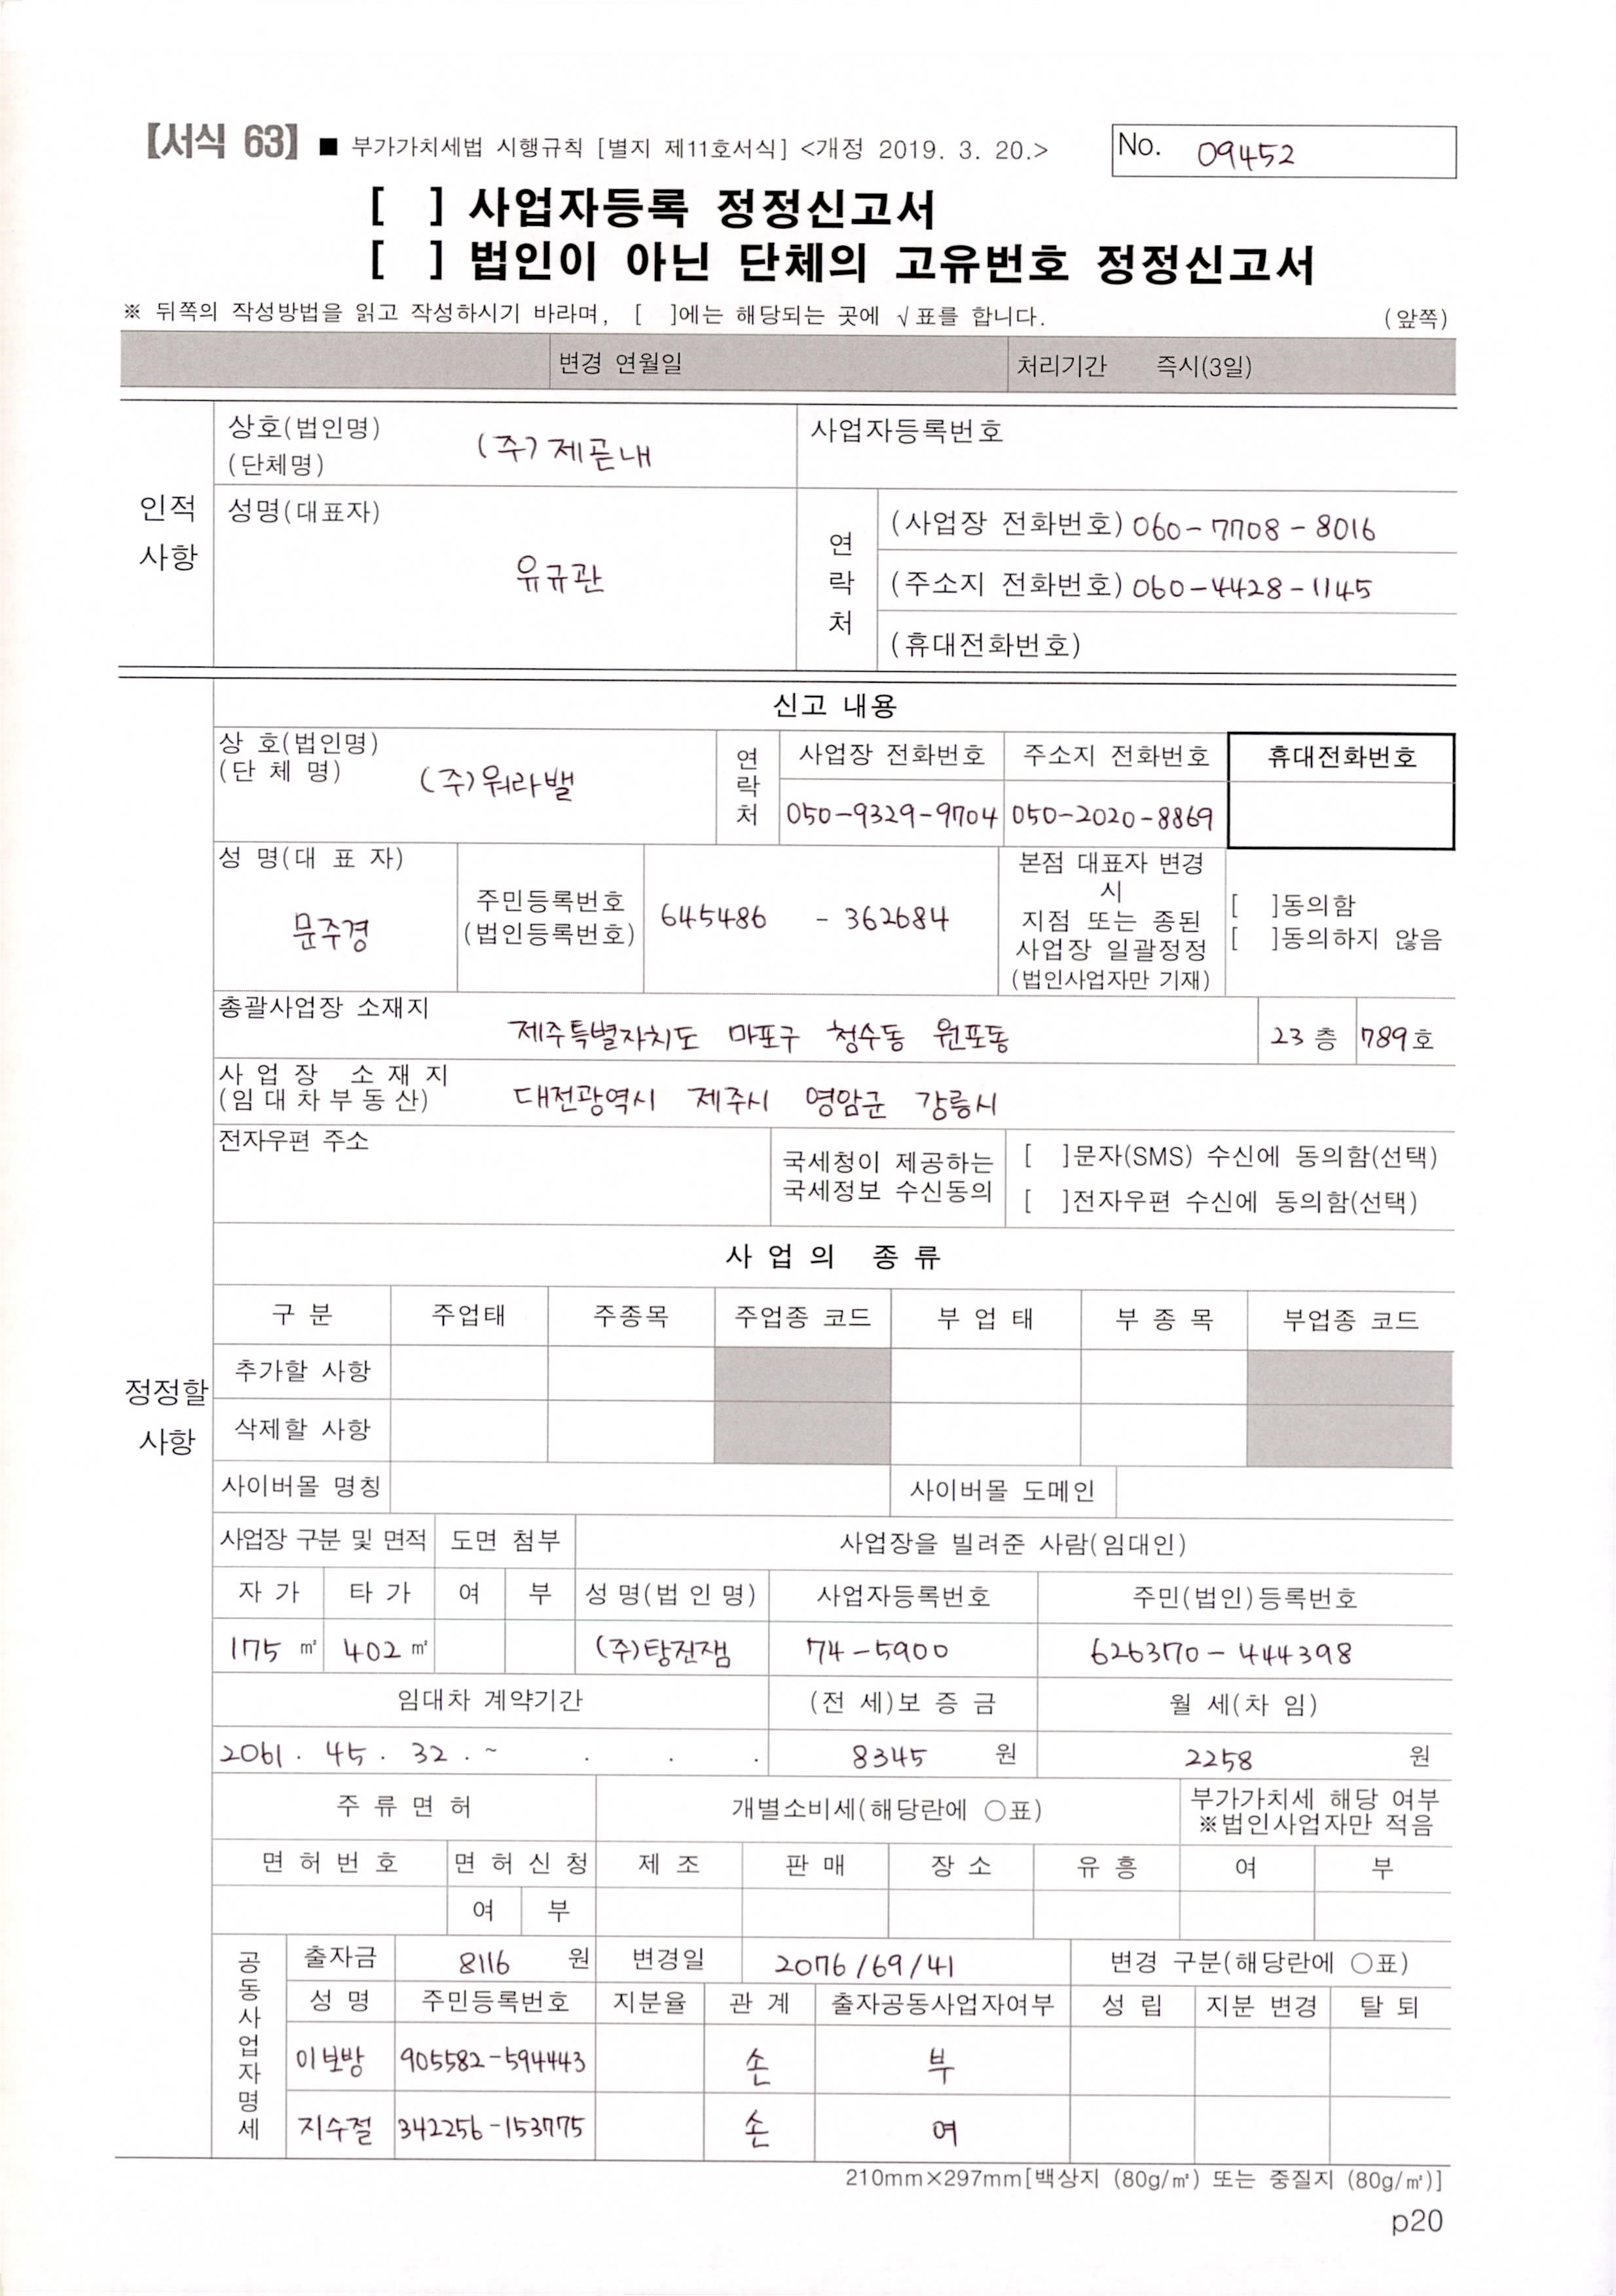 【서식 63】 ■ 부가가치세법 시행규칙 [별지 제11호서식] <개정 2019. 3. 20.>
No. 09452
[ ] 사업자등록 정정신고서
[ ] 법인이 아닌 단체의 고유번호 정정신고서
※ 뒤쪽의 작성방법을 읽고 작성하시기 바라며, [ ]에는 해당되는 곳에 √표를 합니다. (앞쪽)
변경 연월일 처리기간 즉시(3일)
인적 사항
상호(법인명) (단체명) (주)제곧내 사업자등록번호
성명(대표자) 유규관
연락처
(사업장 전화번호) 060-7708-8016
(주소지 전화번호) 060-4428-1145
(휴대전화번호)
정정할 사항
신고 내용
상 호(법인명) (단 체 명) (주)워라밸
연락처 사업장 전화번호 주소지 전화번호 휴대전화번호
050-9329-9704 050-2020-8869
성 명(대 표 자) 문주경
주민등록번호 (법인등록번호) 645486 - 362684
본점 대표자 변경
시
지점 또는 종된
사업장 일괄정정
(법인사업자만 기재)
[ ]동의함
[ ]동의하지 않음
총괄사업장 소재지 제주특별자치도 마포구 청수동 원포동 23 층 789호
사 업 장 소 재 지
(임대차부동산) 대전광역시 제주시 영암군 강릉시
전자우편 주소
국세청이 제공하는
국세정보 수신동의
[ ]문자(SMS) 수신에 동의함(선택)
[ ]전자우편 수신에 동의함(선택)
사 업 의 종 류
구 분 주업태 주종목 주업종 코드 부 업 태 부 종 목 부업종 코드
추가할 사항
삭제할 사항
사이버몰 명칭 사이버몰 도메인
사업장 구분 및 면적 도면 첨부 사업장을 빌려준 사람(임대인)
자 가 타 가 여 부 성 명(법 인 명) 사업자등록번호 주민(법인)등록번호
175 ㎡ 402 ㎡ (주)탕진잼 74-5900 626370-444398
임대차 계약기간 (전 세)보 증 금 월 세(차 임)
2061 . 45 . 32 . ~ . . . 8345 원 2258 원
주 류 면 허 개별소비세(해당란에 ○표) 부가가치세 해당 여부
※법인사업자만 적음
면 허 번 호 면 허 신 청 제 조 판 매 장 소 유 흥 여 부
여 부
공동사업자명세
출자금 8116 원 변경일 2076/69/41 변경 구분(해당란에 ○표)
성 명 주민등록번호 지분율 관 계 출자공동사업자여부 성 립 지분 변경 탈 퇴
이보방 905582-594443 손 부
지수절 342256-153775 손 여
210mm×297mm[백상지 (80g/㎡) 또는 중질지 (80g/㎡)]
p20